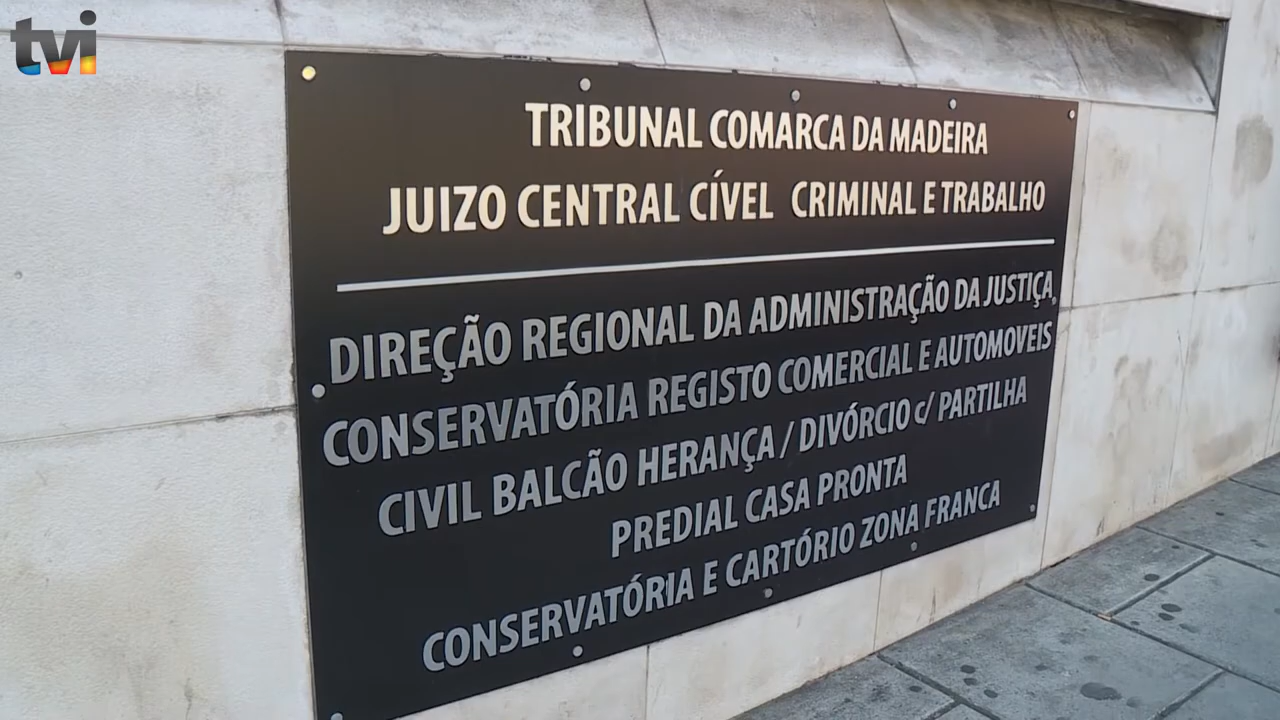 tvi
TRIBUNAL COMARCA DA MADEIRA
JUIZO CENTRAL CÍVEL CRIMINAL E TRABALHO
DIREÇÃO REGIONAL DA ADMINISTRAÇÃO DA JUSTIÇA
CONSERVATÓRIA REGISTO COMERCIAL E AUTOMOVEIS
CIVIL BALCÃO HERANÇA / DIVÓRCIO c/ PARTILHA
PREDIAL CASA PRONTA
CONSERVATÓRIA E CARTÓRIO ZONA FRANCA